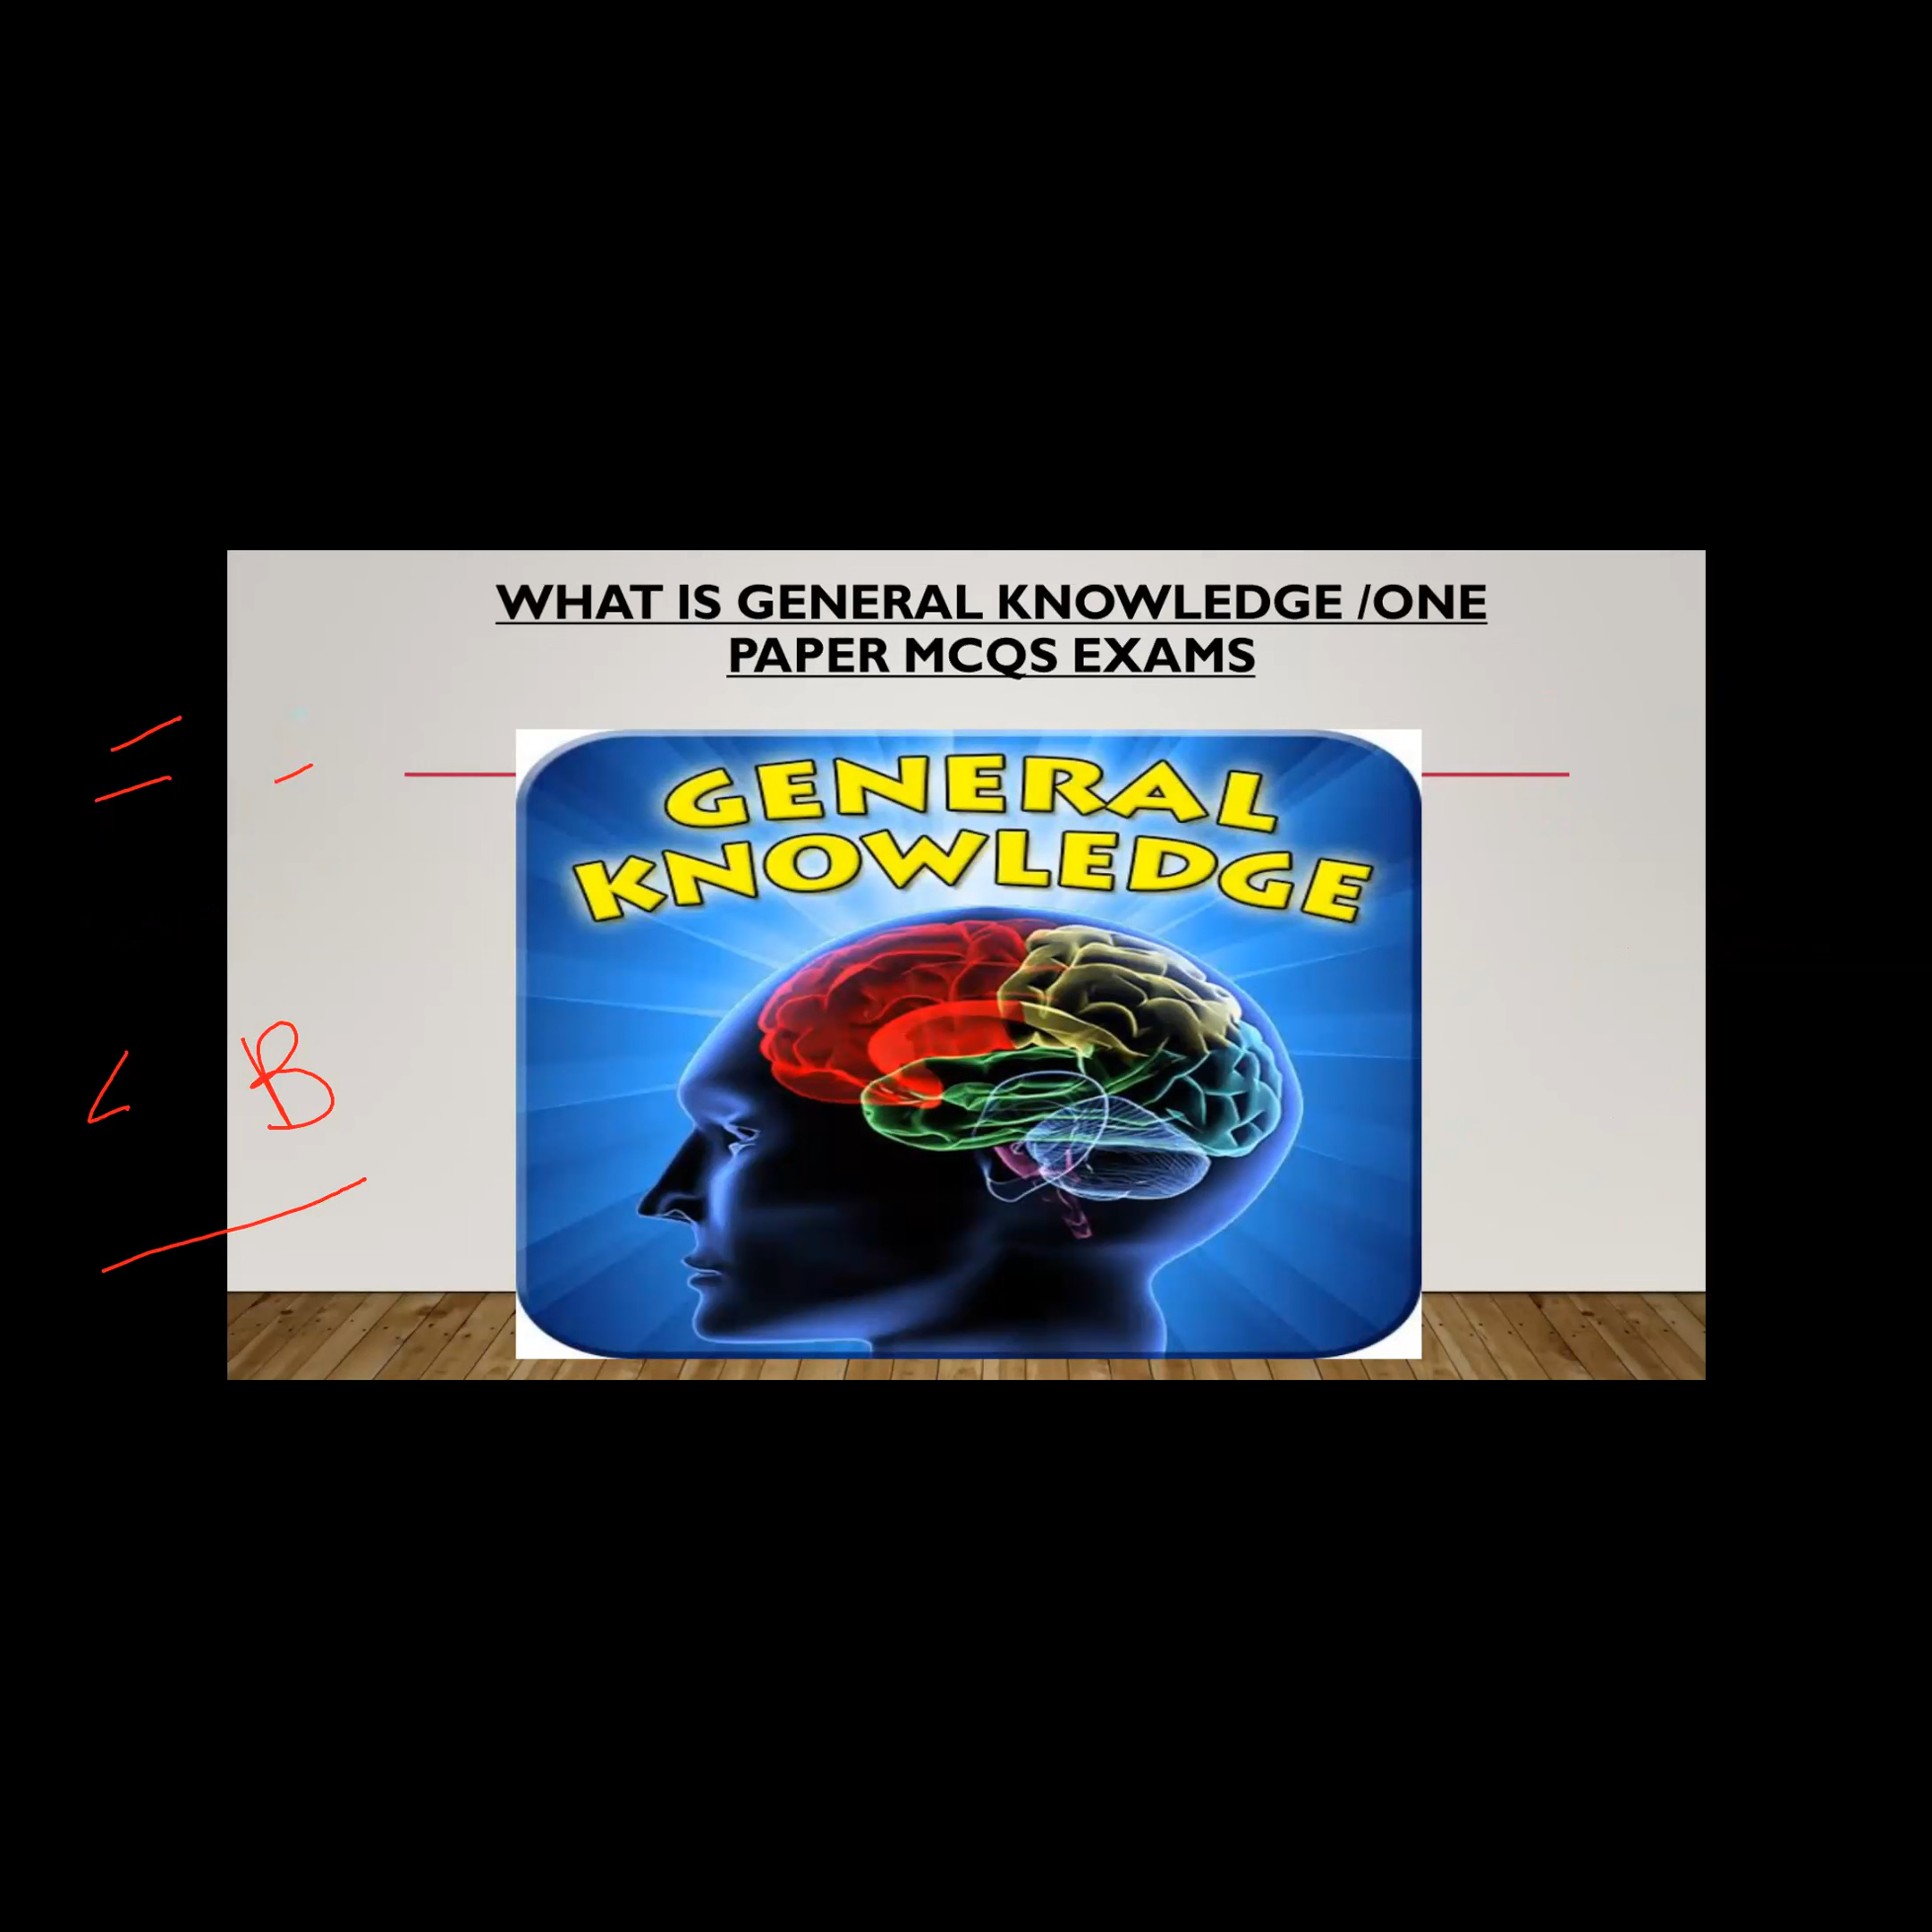 WHAT IS GENERAL KNOWLEDGE /ONE
PAPER MCQS EXAMS
GENERAL
KNOWLEDGE
B